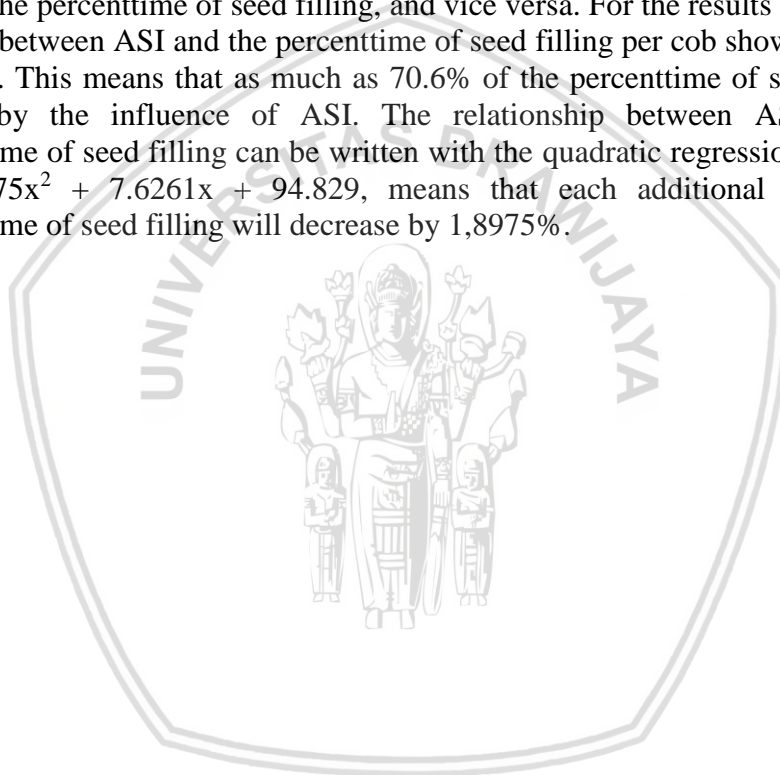 he percenttime of seed filling, and vice versa. For the results
between ASI and the percenttime of seed filling per cob show
. This means that as much as 70.6% of the percenttime of s
by the influence of ASI. The relationship between AS
me of seed filling can be written with the quadratic regressio
75x² + 7.6261x + 94.829, means that each additional
me of seed filling will decrease by 1,8975%.
UNIVERSITAS BRAWIJAYA